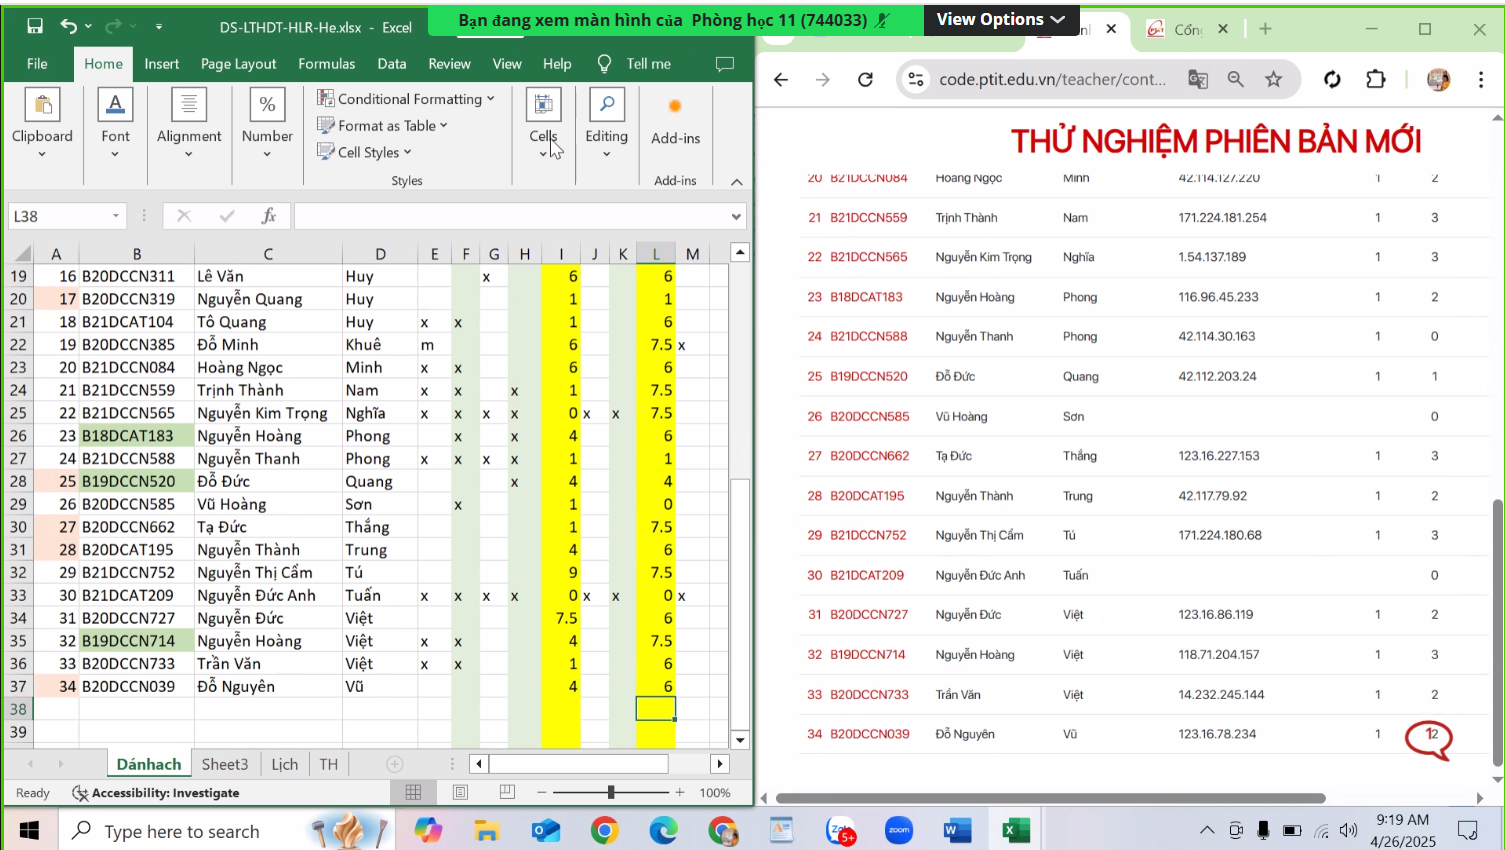 DS-LTHDT-HLR-He.xlsx - Excel
Bạn đang xem màn hình của Phòng học 11 (744033)
View Options
Cổn
File Home Insert Page Layout Formulas Data Review View Help Tell me
code.ptit.edu.vn/teacher/cont...
Clipboard
Font
Alignment
%
Number
Conditional Formatting
Format as Table
Cell Styles
Styles
Cells
Editing
Add-ins
Add-ins
L38
fx
A B C D E F G H I J K L M
19 16 B20DCCN311 Lê Văn Huy x 6 6
20 17 B20DCCN319 Nguyễn Quang Huy 1 1
21 18 B21DCAT104 Tô Quang Huy x x 1 6
22 19 B20DCCN385 Đỗ Minh Khuê m 6 7.5 x
23 20 B21DCCN084 Hoàng Ngọc Minh x x 6 6
24 21 B21DCCN559 Trịnh Thành Nam x x x 1 7.5
25 22 B21DCCN565 Nguyễn Kim Trọng Nghĩa x x x x 0 x x 7.5
26 23 B18DCAT183 Nguyễn Hoàng Phong x x 4 6
27 24 B21DCCN588 Nguyễn Thanh Phong x x x x 1 1
28 25 B19DCCN520 Đỗ Đức Quang x 4 4
29 26 B20DCCN585 Vũ Hoàng Sơn x 1 0
30 27 B20DCCN662 Tạ Đức Thắng 1 7.5
31 28 B20DCAT195 Nguyễn Thành Trung 4 6
32 29 B21DCCN752 Nguyễn Thị Cẩm Tú 9 7.5
33 30 B21DCAT209 Nguyễn Đức Anh Tuấn x x x x 0 x x 0 x
34 31 B20DCCN727 Nguyễn Đức Việt 7.5 6
35 32 B19DCCN714 Nguyễn Hoàng Việt x x 4 7.5
36 33 B20DCCN733 Trần Văn Việt x x 1 6
37 34 B20DCCN039 Đỗ Nguyên Vũ 4 6
38
39
Dánhach Sheet3 Lịch TH
Ready Accessibility: Investigate 100%
THỬ NGHIỆM PHIÊN BẢN MỚI
20 B21DCCN084 Hoàng Ngọc Minh 42.114.127.220 1 2
21 B21DCCN559 Trịnh Thành Nam 171.224.181.254 1 3
22 B21DCCN565 Nguyễn Kim Trọng Nghĩa 1.54.137.189 1 3
23 B18DCAT183 Nguyễn Hoàng Phong 116.96.45.233 1 2
24 B21DCCN588 Nguyễn Thanh Phong 42.114.30.163 1 0
25 B19DCCN520 Đỗ Đức Quang 42.112.203.24 1 1
26 B20DCCN585 Vũ Hoàng Sơn 0
27 B20DCCN662 Tạ Đức Thắng 123.16.227.153 1 3
28 B20DCAT195 Nguyễn Thành Trung 42.117.79.92 1 2
29 B21DCCN752 Nguyễn Thị Cẩm Tú 171.224.180.68 1 3
30 B21DCAT209 Nguyễn Đức Anh Tuấn 0
31 B20DCCN727 Nguyễn Đức Việt 123.16.86.119 1 2
32 B19DCCN714 Nguyễn Hoàng Việt 118.71.204.157 1 3
33 B20DCCN733 Trần Văn Việt 14.232.245.144 1 2
34 B20DCCN039 Đỗ Nguyên Vũ 123.16.78.234 1 2
1
Type here to search
5+
zoom
9:19 AM
4/26/2025